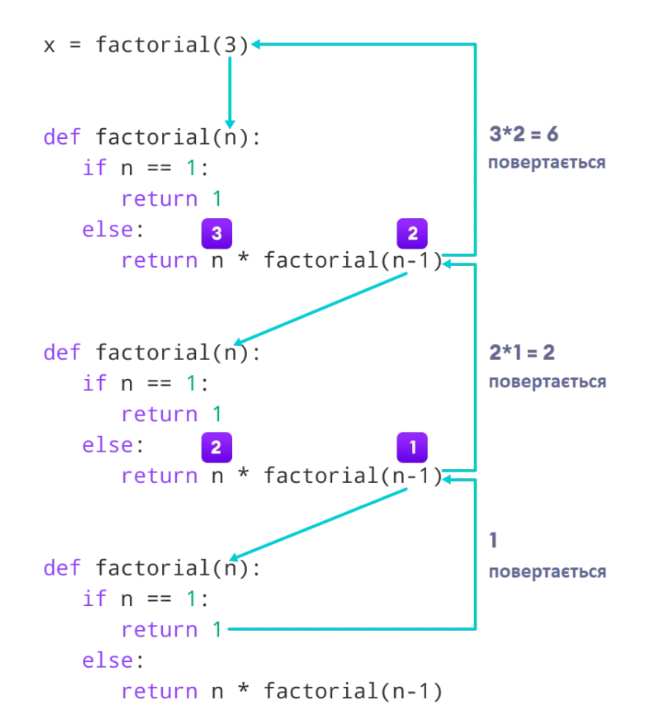 x = factorial(3)
def factorial(n):
if n == 1:
return 1
else:
3 2
return n * factorial(n-1)
3*2 = 6
повертається
def factorial(n):
if n == 1:
return 1
else:
2 1
return n * factorial(n-1)
2*1 = 2
повертається
def factorial(n):
if n == 1:
return 1
else:
return n * factorial(n-1)
1
повертається